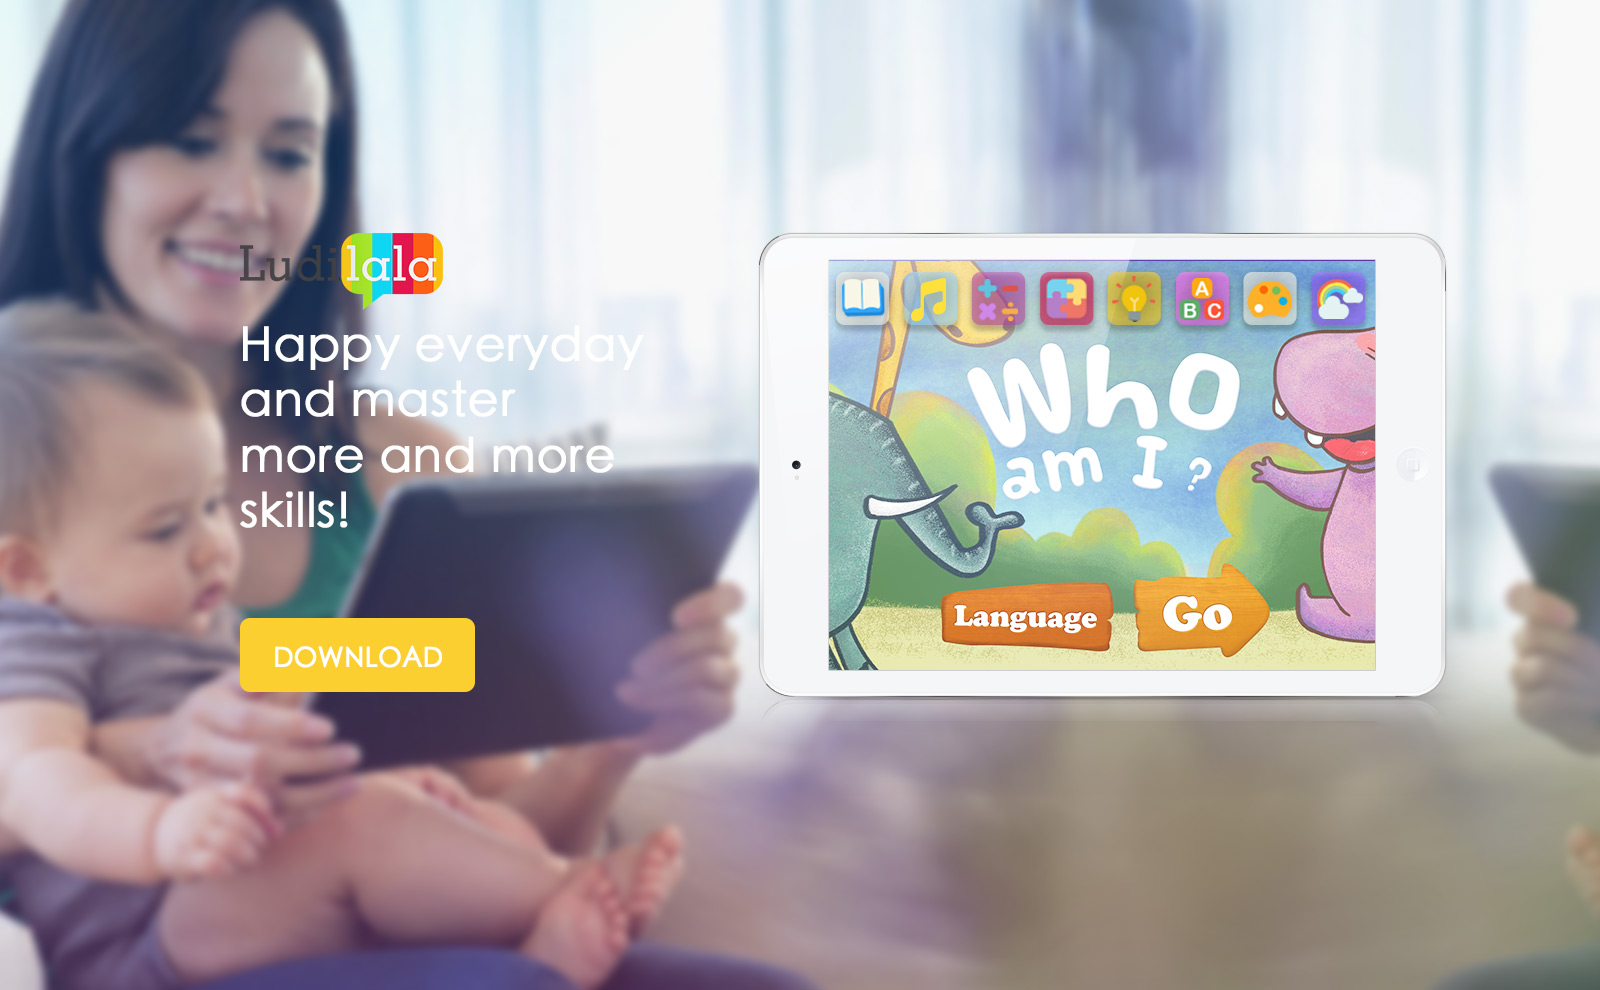 Ludilala
Happy everyday
and master
more and more
skills!
DOWNLOAD
A
B C
Y
Who
am I ?
Language
Go